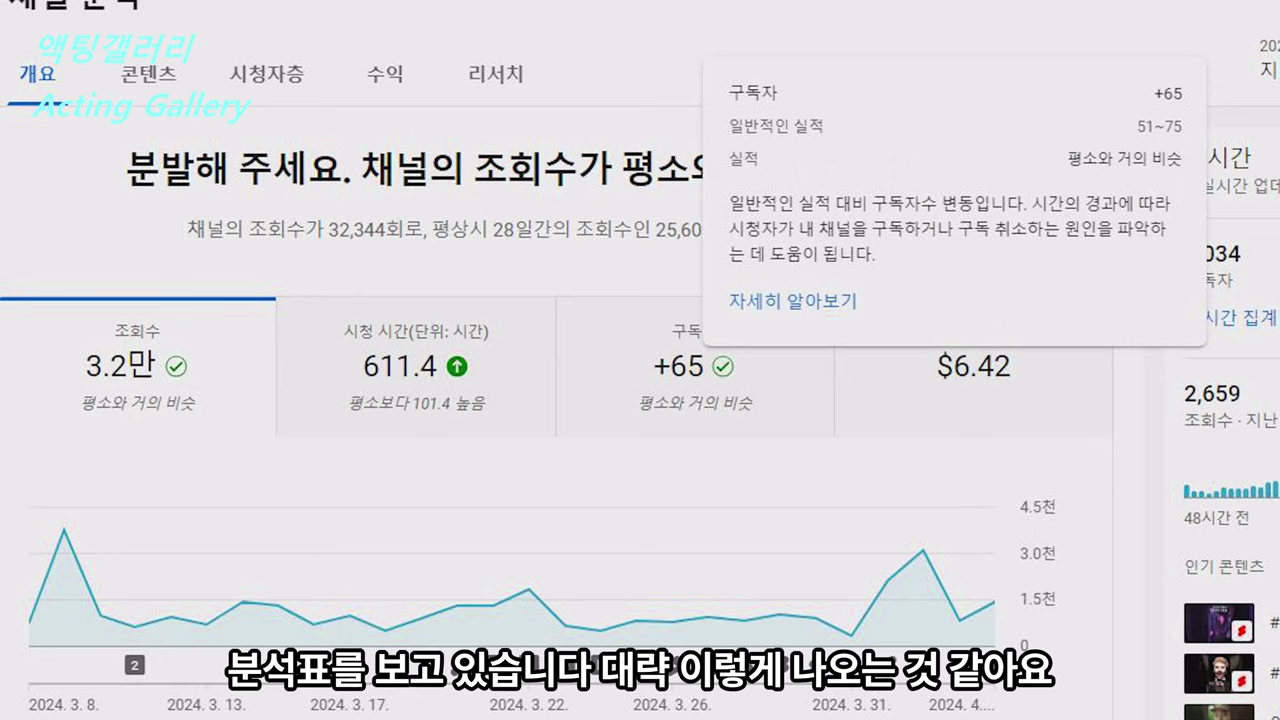 채널 분석
액팅갤러리
Acting Gallery
개요
콘텐츠
시청자층
수익
리서치
분발해 주세요. 채널의 조회수가 평소
채널의 조회수가 32,344회로, 평상시 28일간의 조회수인 25,60
구독자
+65
일반적인 실적
51~75
실적
평소와 거의 비슷
일반적인 실적 대비 구독자수 변동입니다. 시간의 경과에 따라
시청자가 내 채널을 구독하거나 구독 취소하는 원인을 파악하
는 데 도움이 됩니다.
자세히 알아보기
202
지
시간
실시간 업데
034
독자
시간 집계
조회수
3.2만
평소와 거의 비슷
시청 시간(단위: 시간)
611.4
평소보다 101.4 높음
구독
+65
평소와 거의 비슷
$6.42
2,659
조회수 · 지난
4.5천
3.0천
1.5천
0
48시간 전
인기 콘텐츠
#
#
2
분석표를 보고 있습니다 대략 이렇게 나오는 것 같아요
2024. 3. 8.
2024. 3. 13.
2024. 3. 17.
2024. 3. 22.
2024. 3. 26.
2024. 3. 31.
2024. 4....